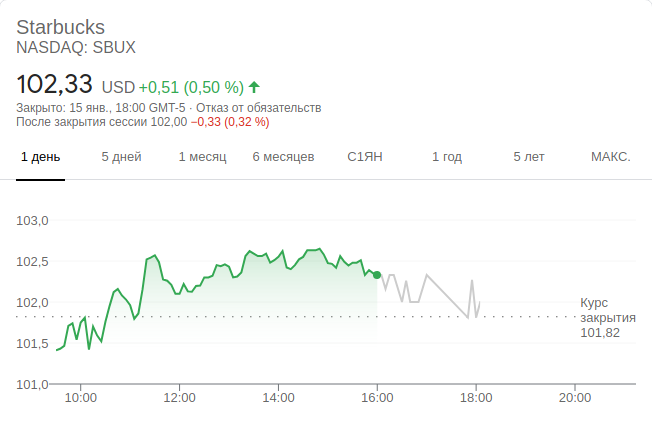 Starbucks
NASDAQ: SBUX
102,33 USD +0,51 (0,50 %)
Закрыто: 15 янв., 18:00 GMT-5 · Отказ от обязательств
После закрытия сессии 102,00 −0,33 (0,32 %)
1 день 5 дней 1 месяц 6 месяцев С1ЯН 1 год 5 лет МАКС.
103,0
102,5
102,0
Курс
закрытия
101,82
101,5
101,0
10:00 12:00 14:00 16:00 18:00 20:00